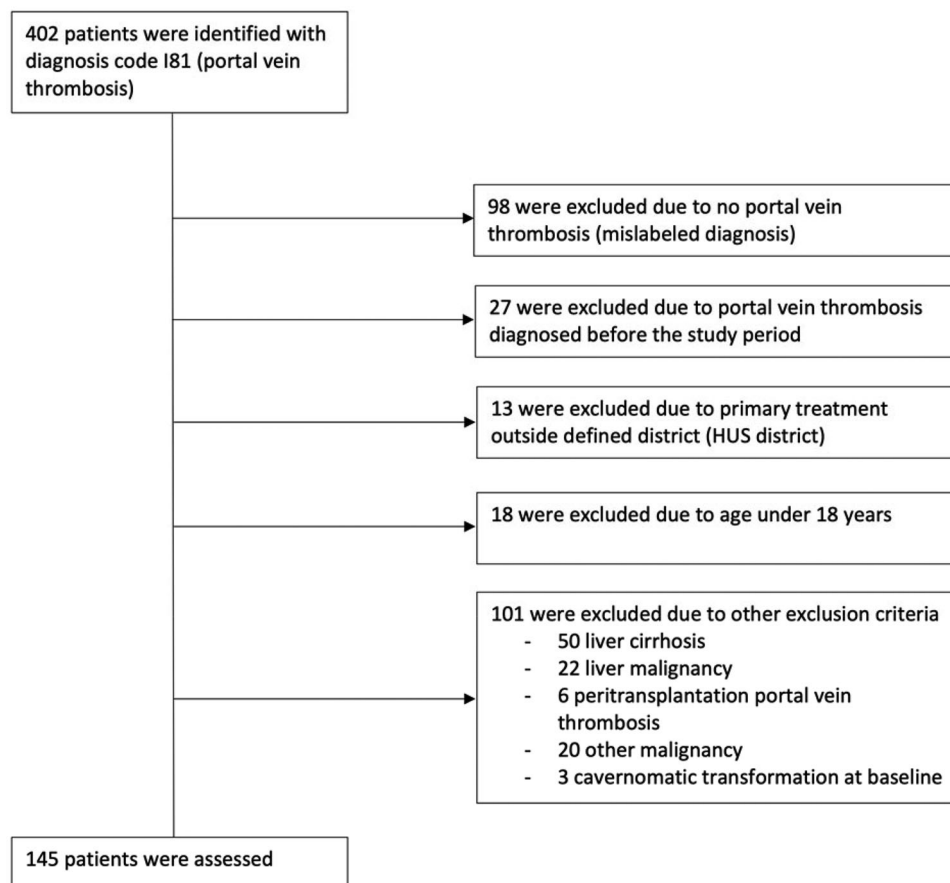 402 patients were identified with
diagnosis code I81 (portal vein
thrombosis)
98 were excluded due to no portal vein
thrombosis (mislabeled diagnosis)
27 were excluded due to portal vein thrombosis
diagnosed before the study period
13 were excluded due to primary treatment
outside defined district (HUS district)
18 were excluded due to age under 18 years
101 were excluded due to other exclusion criteria
- 50 liver cirrhosis
- 22 liver malignancy
- 6 peritransplantation portal vein
thrombosis
- 20 other malignancy
- 3 cavernomatic transformation at baseline
145 patients were assessed